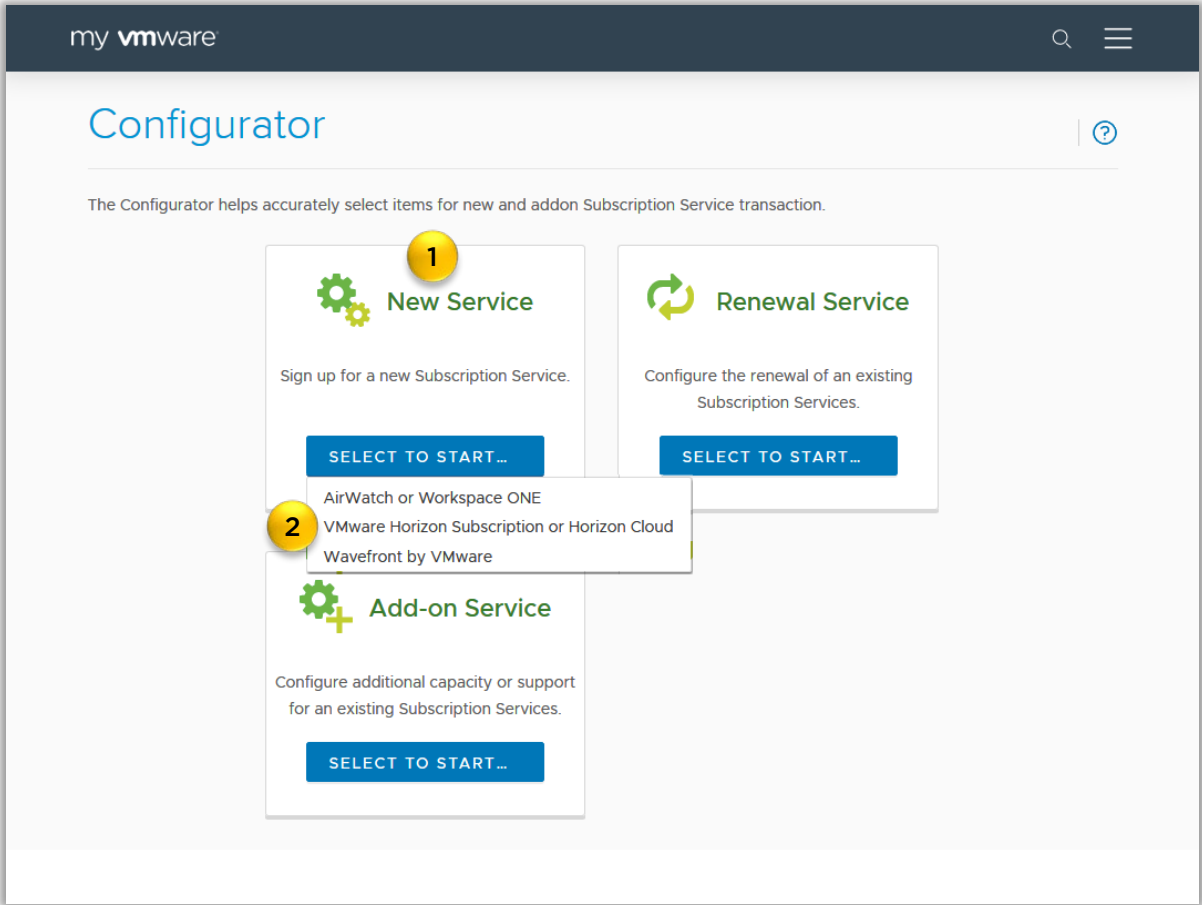 my vmware
Configurator
?
The Configurator helps accurately select items for new and addon Subscription Service transaction.
1
New Service
Sign up for a new Subscription Service.
SELECT TO START...
Renewal Service
Configure the renewal of an existing
Subscription Services.
SELECT TO START...
AirWatch or Workspace ONE
2
VMware Horizon Subscription or Horizon Cloud
Wavefront by VMware
Add-on Service
Configure additional capacity or support
for an existing Subscription Services.
SELECT TO START...